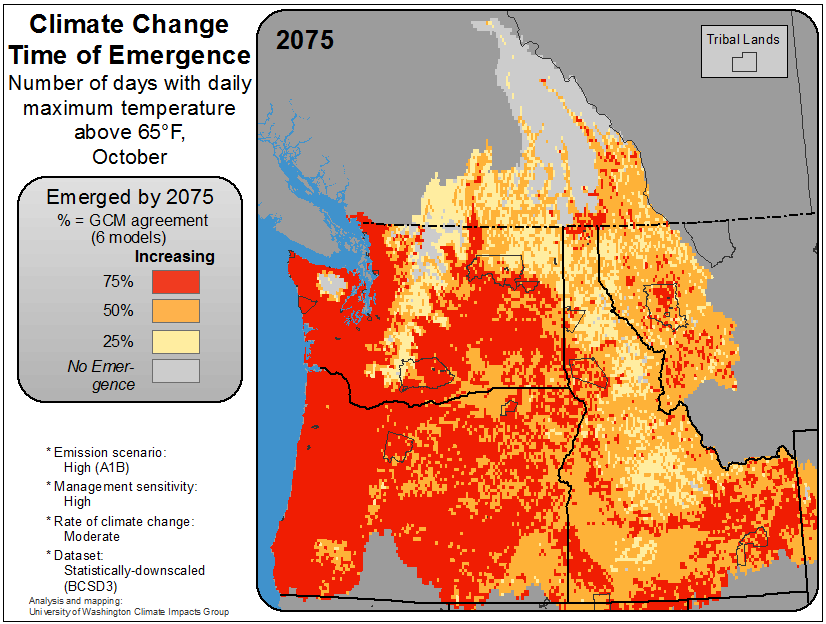 Climate Change
Time of Emergence
Number of days with daily
maximum temperature
above 65°F,
October
Emerged by 2075
% = GCM agreement
(6 models)
Increasing
75%
50%
25%
No Emer-
gence
* Emission scenario:
High (A1B)
* Management sensitivity:
High
* Rate of climate change:
Moderate
* Dataset:
Statistically-downscaled
(BCSD3)
Analysis and mapping:
University of Washington Climate Impacts Group
2075
Tribal Lands